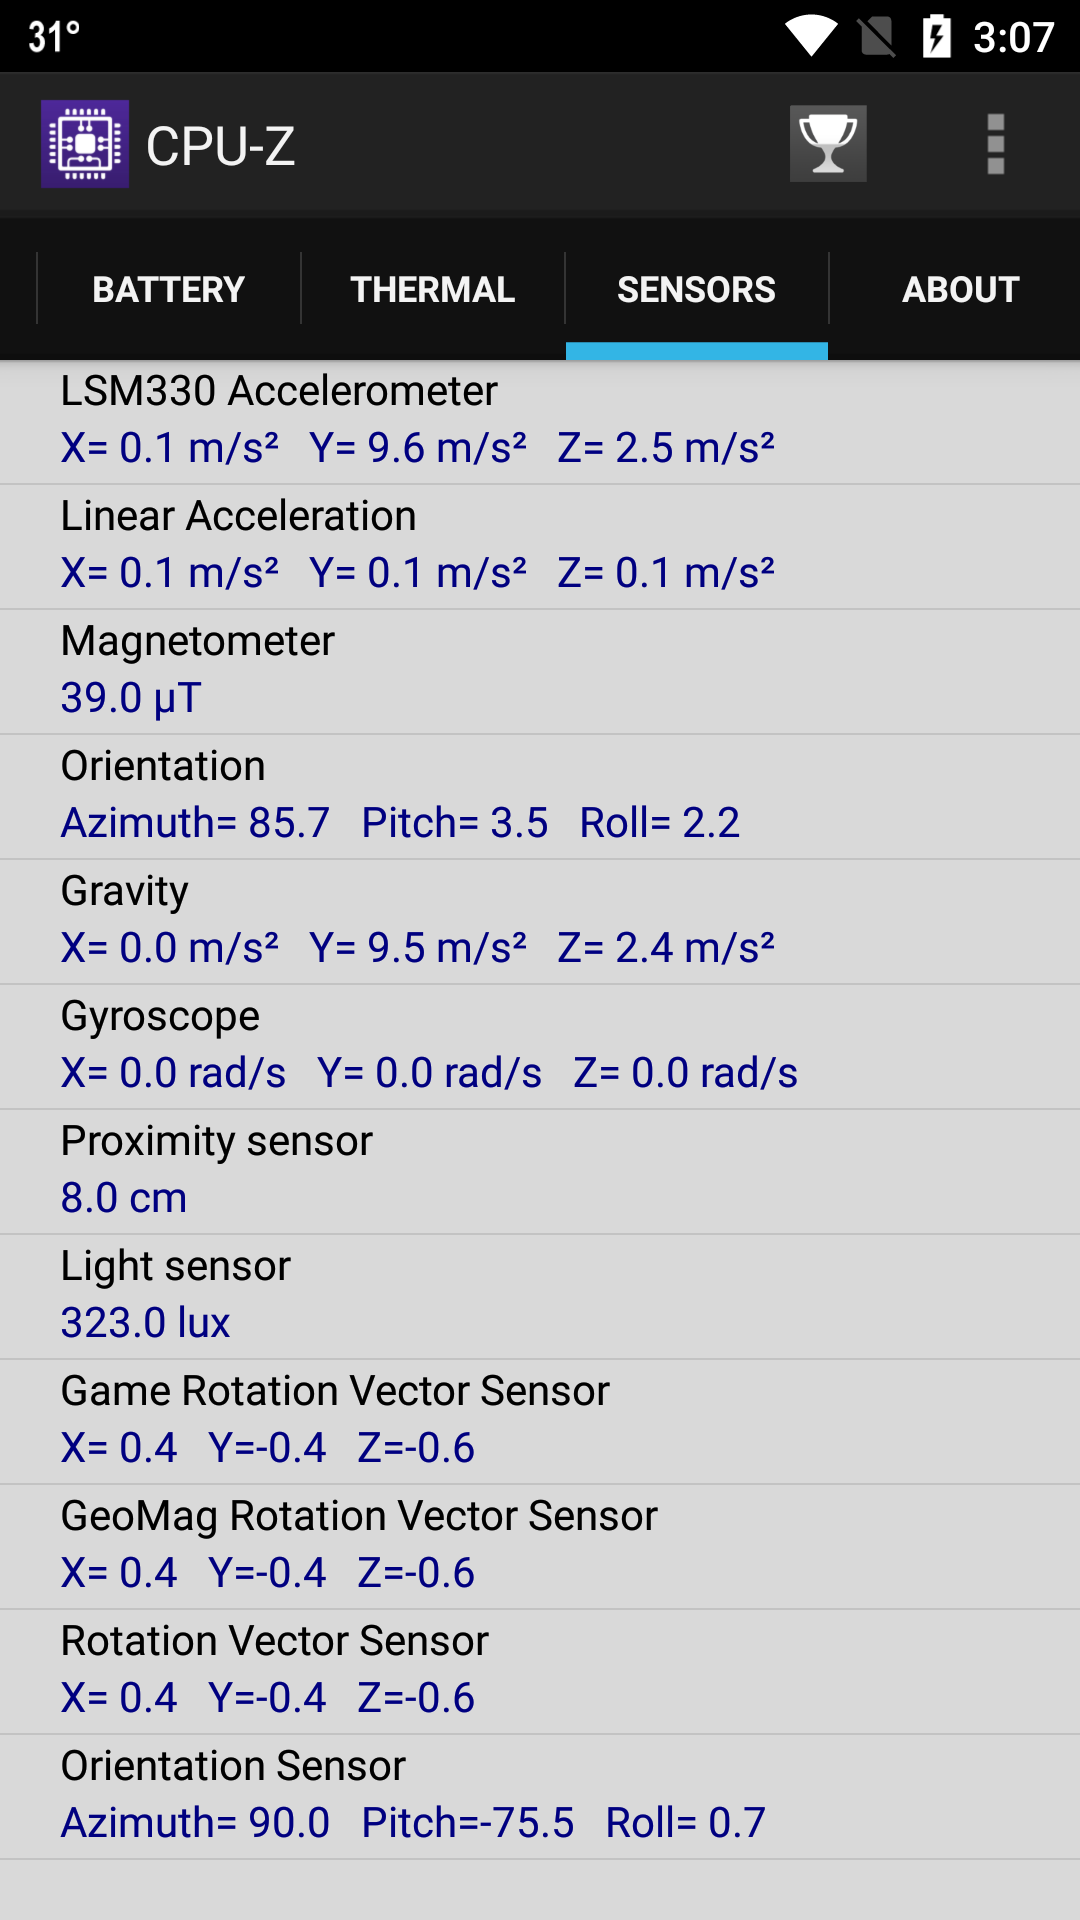 31°
3:07
CPU-Z
BATTERY THERMAL SENSORS ABOUT
LSM330 Accelerometer
X= 0.1 m/s² Y= 9.6 m/s² Z= 2.5 m/s²
Linear Acceleration
X= 0.1 m/s² Y= 0.1 m/s² Z= 0.1 m/s²
Magnetometer
39.0 µT
Orientation
Azimuth= 85.7 Pitch= 3.5 Roll= 2.2
Gravity
X= 0.0 m/s² Y= 9.5 m/s² Z= 2.4 m/s²
Gyroscope
X= 0.0 rad/s Y= 0.0 rad/s Z= 0.0 rad/s
Proximity sensor
8.0 cm
Light sensor
323.0 lux
Game Rotation Vector Sensor
X= 0.4 Y=-0.4 Z=-0.6
GeoMag Rotation Vector Sensor
X= 0.4 Y=-0.4 Z=-0.6
Rotation Vector Sensor
X= 0.4 Y=-0.4 Z=-0.6
Orientation Sensor
Azimuth= 90.0 Pitch=-75.5 Roll= 0.7